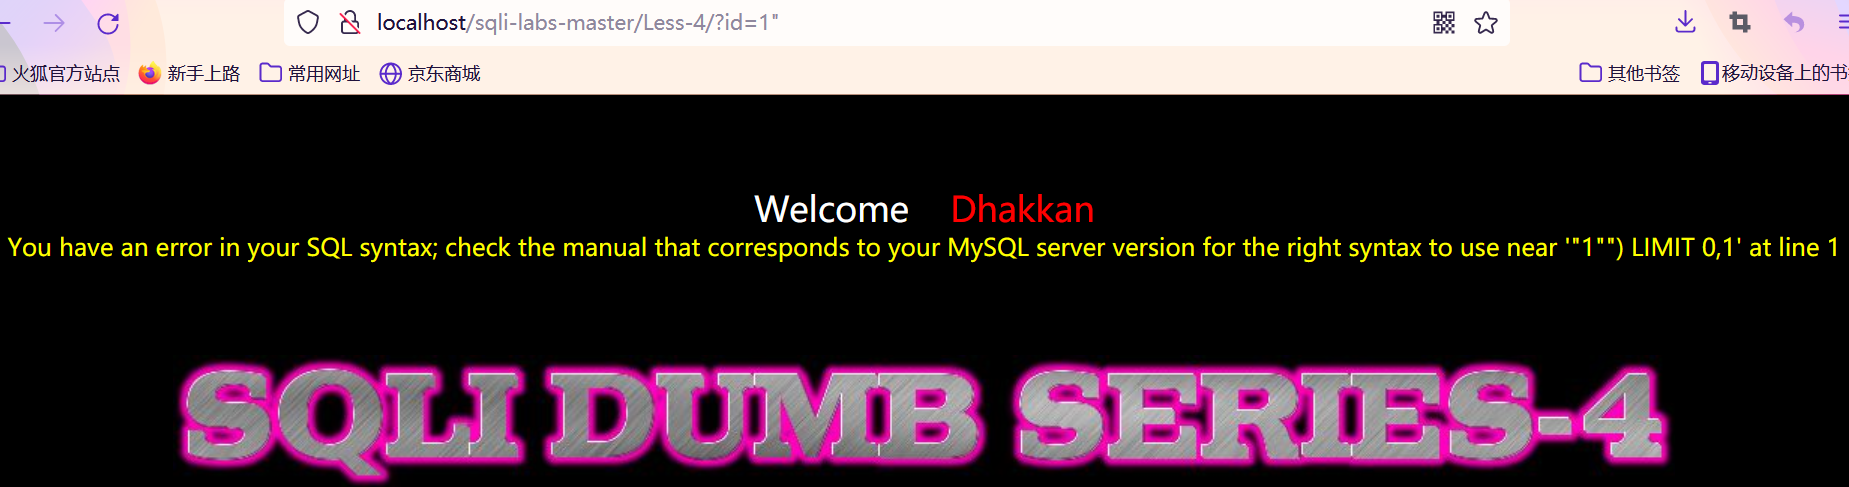 localhost/sqli-labs-master/Less-4/?id=1"
火狐官方站点 新手上路 常用网址 京东商城 其他书签 移动设备上的书
Welcome Dhakkan
You have an error in your SQL syntax; check the manual that corresponds to your MySQL server version for the right syntax to use near '"1"") LIMIT 0,1' at line 1
SQLI DUMB SERIES-4